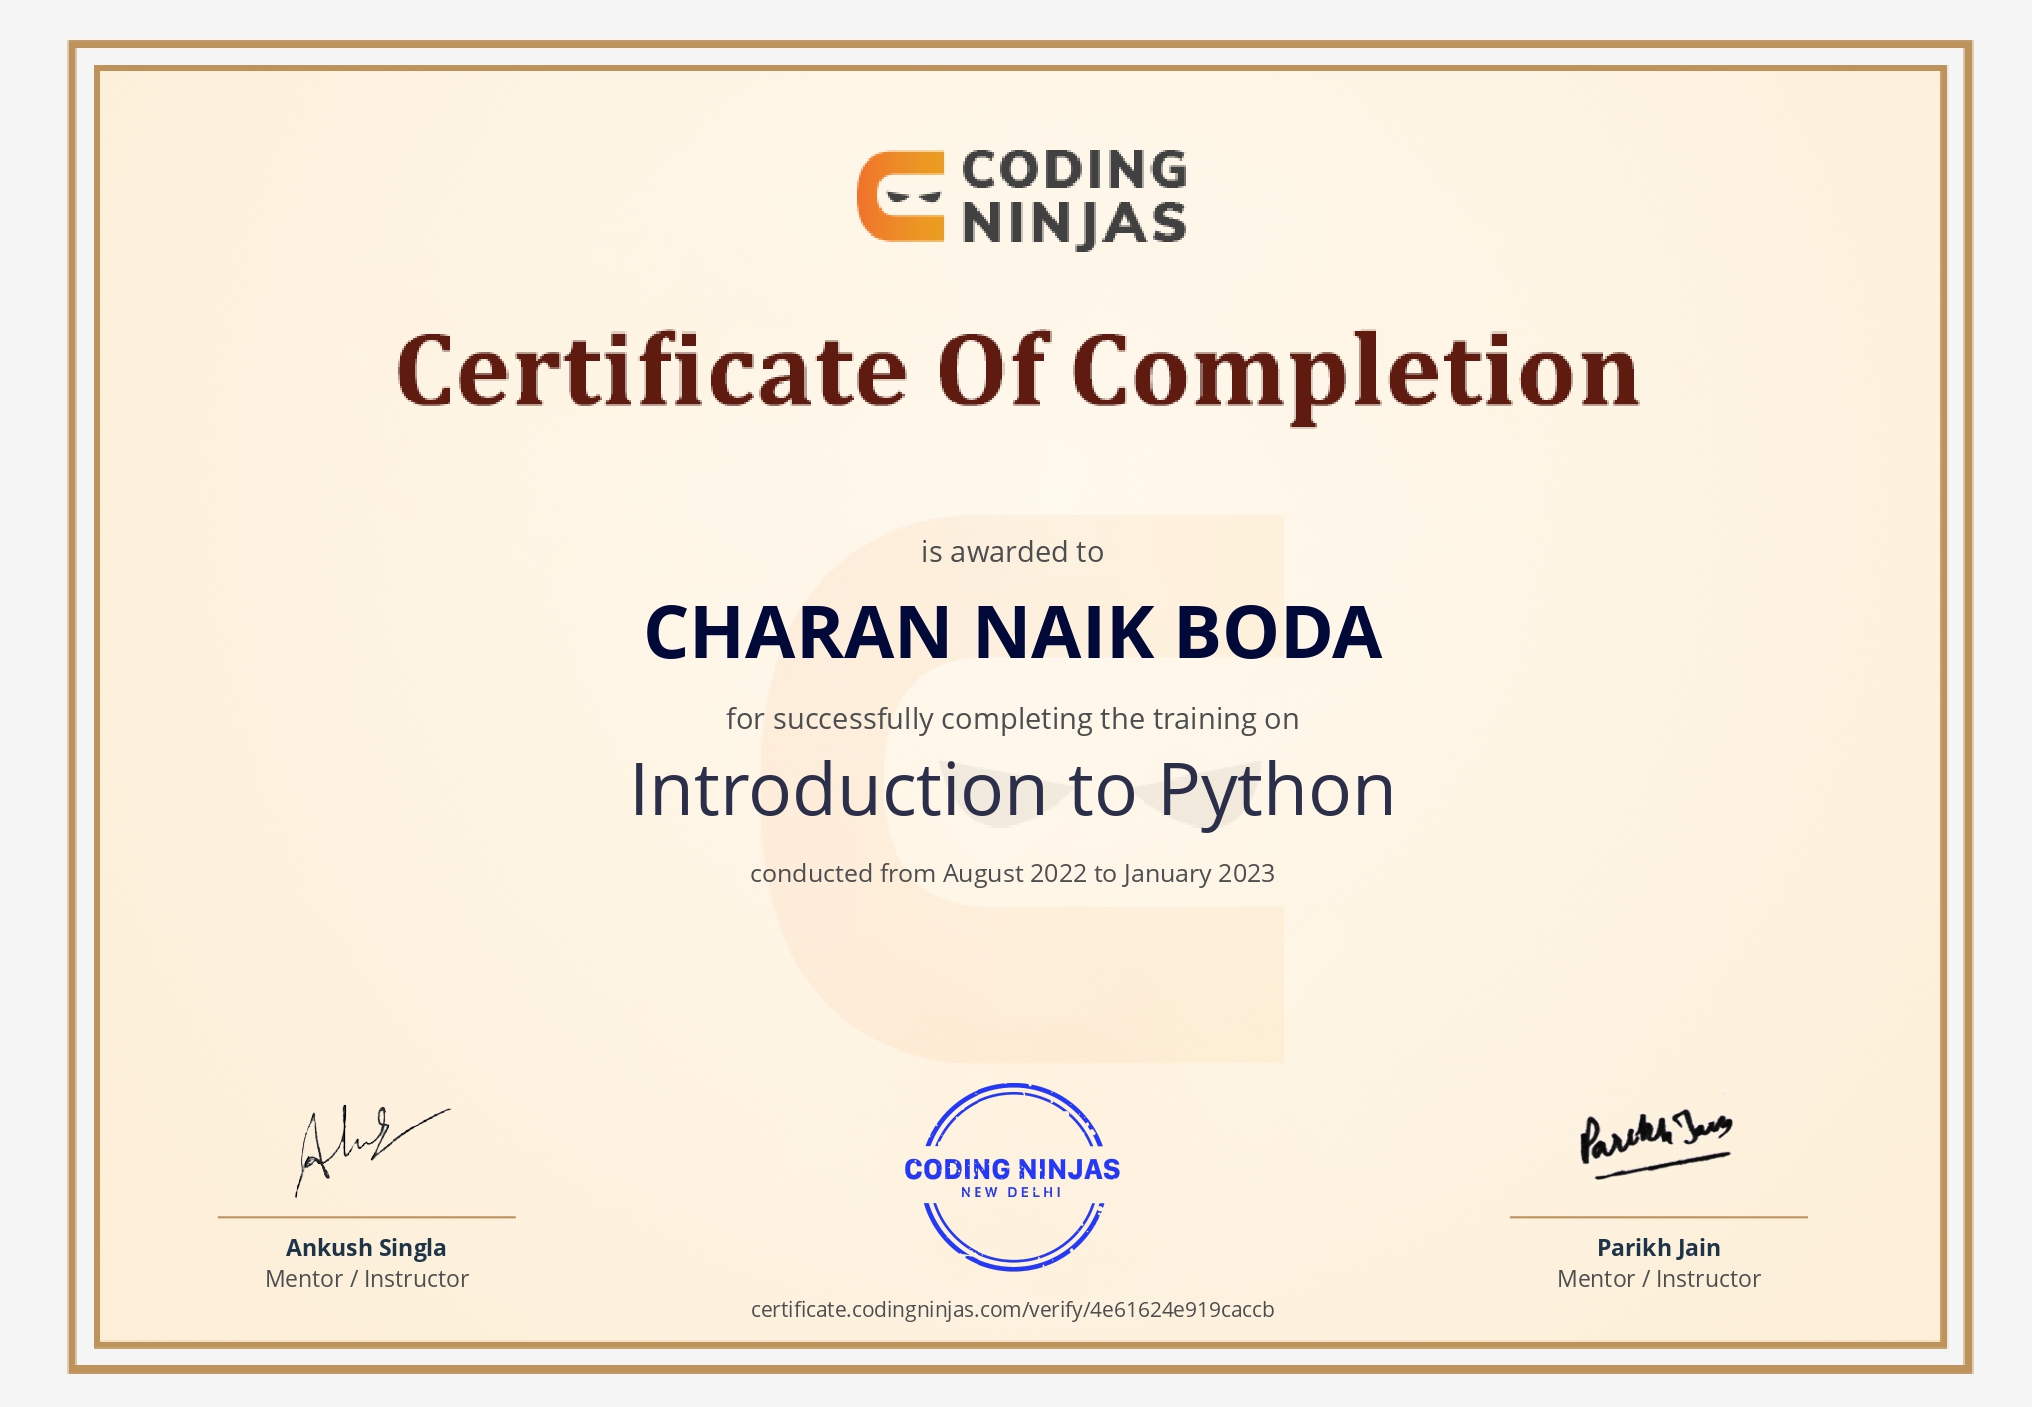 CODING
NINJAS
Certificate Of Completion
is awarded to
CHARAN NAIK BODA
for successfully completing the training on
Introduction to Python
conducted from August 2022 to January 2023
Parikh Jain
CODING NINJAS
NEW DELHI
Ankush Singla
Mentor / Instructor
Parikh Jain
Mentor / Instructor
certificate.codingninjas.com/verify/4e61624e919caccb